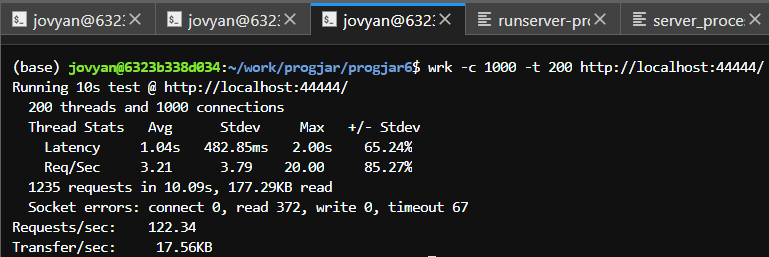 jovyan@6323 jovyan@6323 jovyan@6323 runserver-pro server_proce
(base) jovyan@6323b338d034:~/work/progjar/progjar6$ wrk -c 1000 -t 200 http://localhost:44444/
Running 10s test @ http://localhost:44444/
  200 threads and 1000 connections
  Thread Stats   Avg      Stdev     Max   +/- Stdev
    Latency     1.04s   482.85ms   2.00s    65.24%
    Req/Sec     3.21      3.79    20.00     85.27%
  1235 requests in 10.09s, 177.29KB read
  Socket errors: connect 0, read 372, write 0, timeout 67
Requests/sec:    122.34
Transfer/sec:     17.56KB